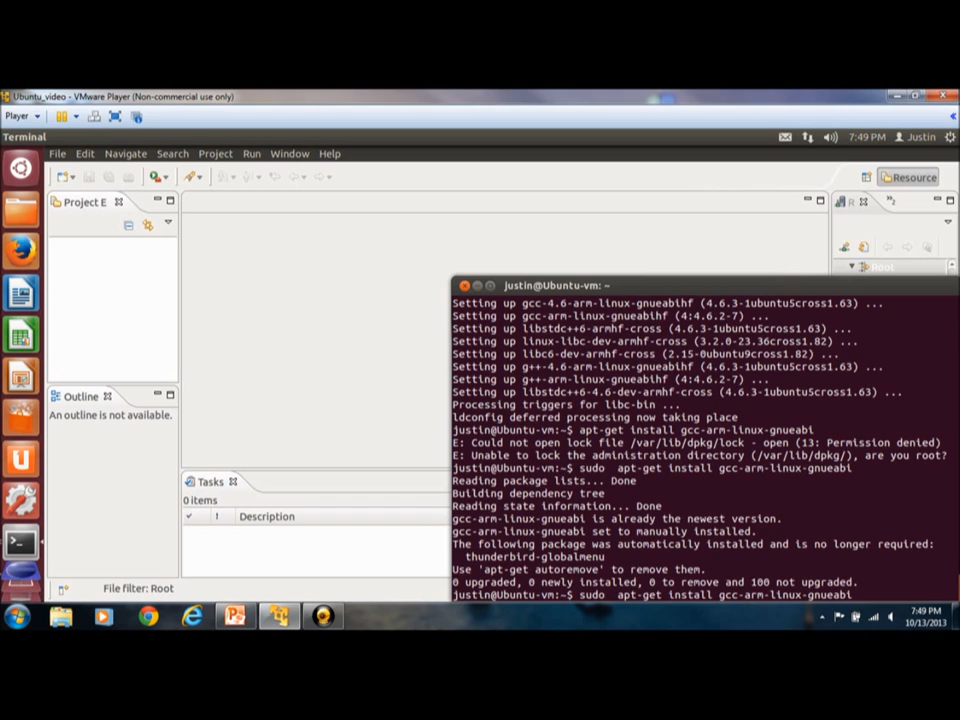 Ubuntu_video - VMware Player (Non-commercial use only)
Player
Terminal
7:49 PM
Justin
File Edit Navigate Search Project Run Window Help
Resource
Project E
R
2
Root
justin@Ubuntu-vm: ~
Setting up gcc-4.6-arm-linux-gnueabihf (4.6.3-1ubuntu5cross1.63) ...
Setting up gcc-arm-linux-gnueabihf (4:4.6.2-7) ...
Setting up libstdc++6-armhf-cross (4.6.3-1ubuntu5cross1.63) ...
Setting up linux-libc-dev-armhf-cross (3.2.0-23.36cross1.82) ...
Setting up libc6-dev-armhf-cross (2.15-0ubuntu9cross1.82) ...
Setting up g++-4.6-arm-linux-gnueabihf (4.6.3-1ubuntu5cross1.63) ...
Setting up g++-arm-linux-gnueabihf (4:4.6.2-7) ...
Setting up libstdc++6-4.6-dev-armhf-cross (4.6.3-1ubuntu5cross1.63) ...
Processing triggers for libc-bin ...
ldconfig deferred processing now taking place
justin@Ubuntu-vm:~$ apt-get install gcc-arm-linux-gnueabi
E: Could not open lock file /var/lib/dpkg/lock - open (13: Permission denied)
E: Unable to lock the administration directory (/var/lib/dpkg/), are you root?
justin@Ubuntu-vm:~$ sudo  apt-get install gcc-arm-linux-gnueabi
Reading package lists... Done
Building dependency tree
Reading state information... Done
gcc-arm-linux-gnueabi is already the newest version.
gcc-arm-linux-gnueabi set to manually installed.
The following package was automatically installed and is no longer required:
thunderbird-globalmenu
Use 'apt-get autoremove' to remove them.
0 upgraded, 0 newly installed, 0 to remove and 100 not upgraded.
justin@Ubuntu-vm:~$ sudo  apt-get install gcc-arm-linux-gnueabi
Outline
An outline is not available.
Tasks
0 items
! Description
File filter: Root
7:49 PM
10/13/2013